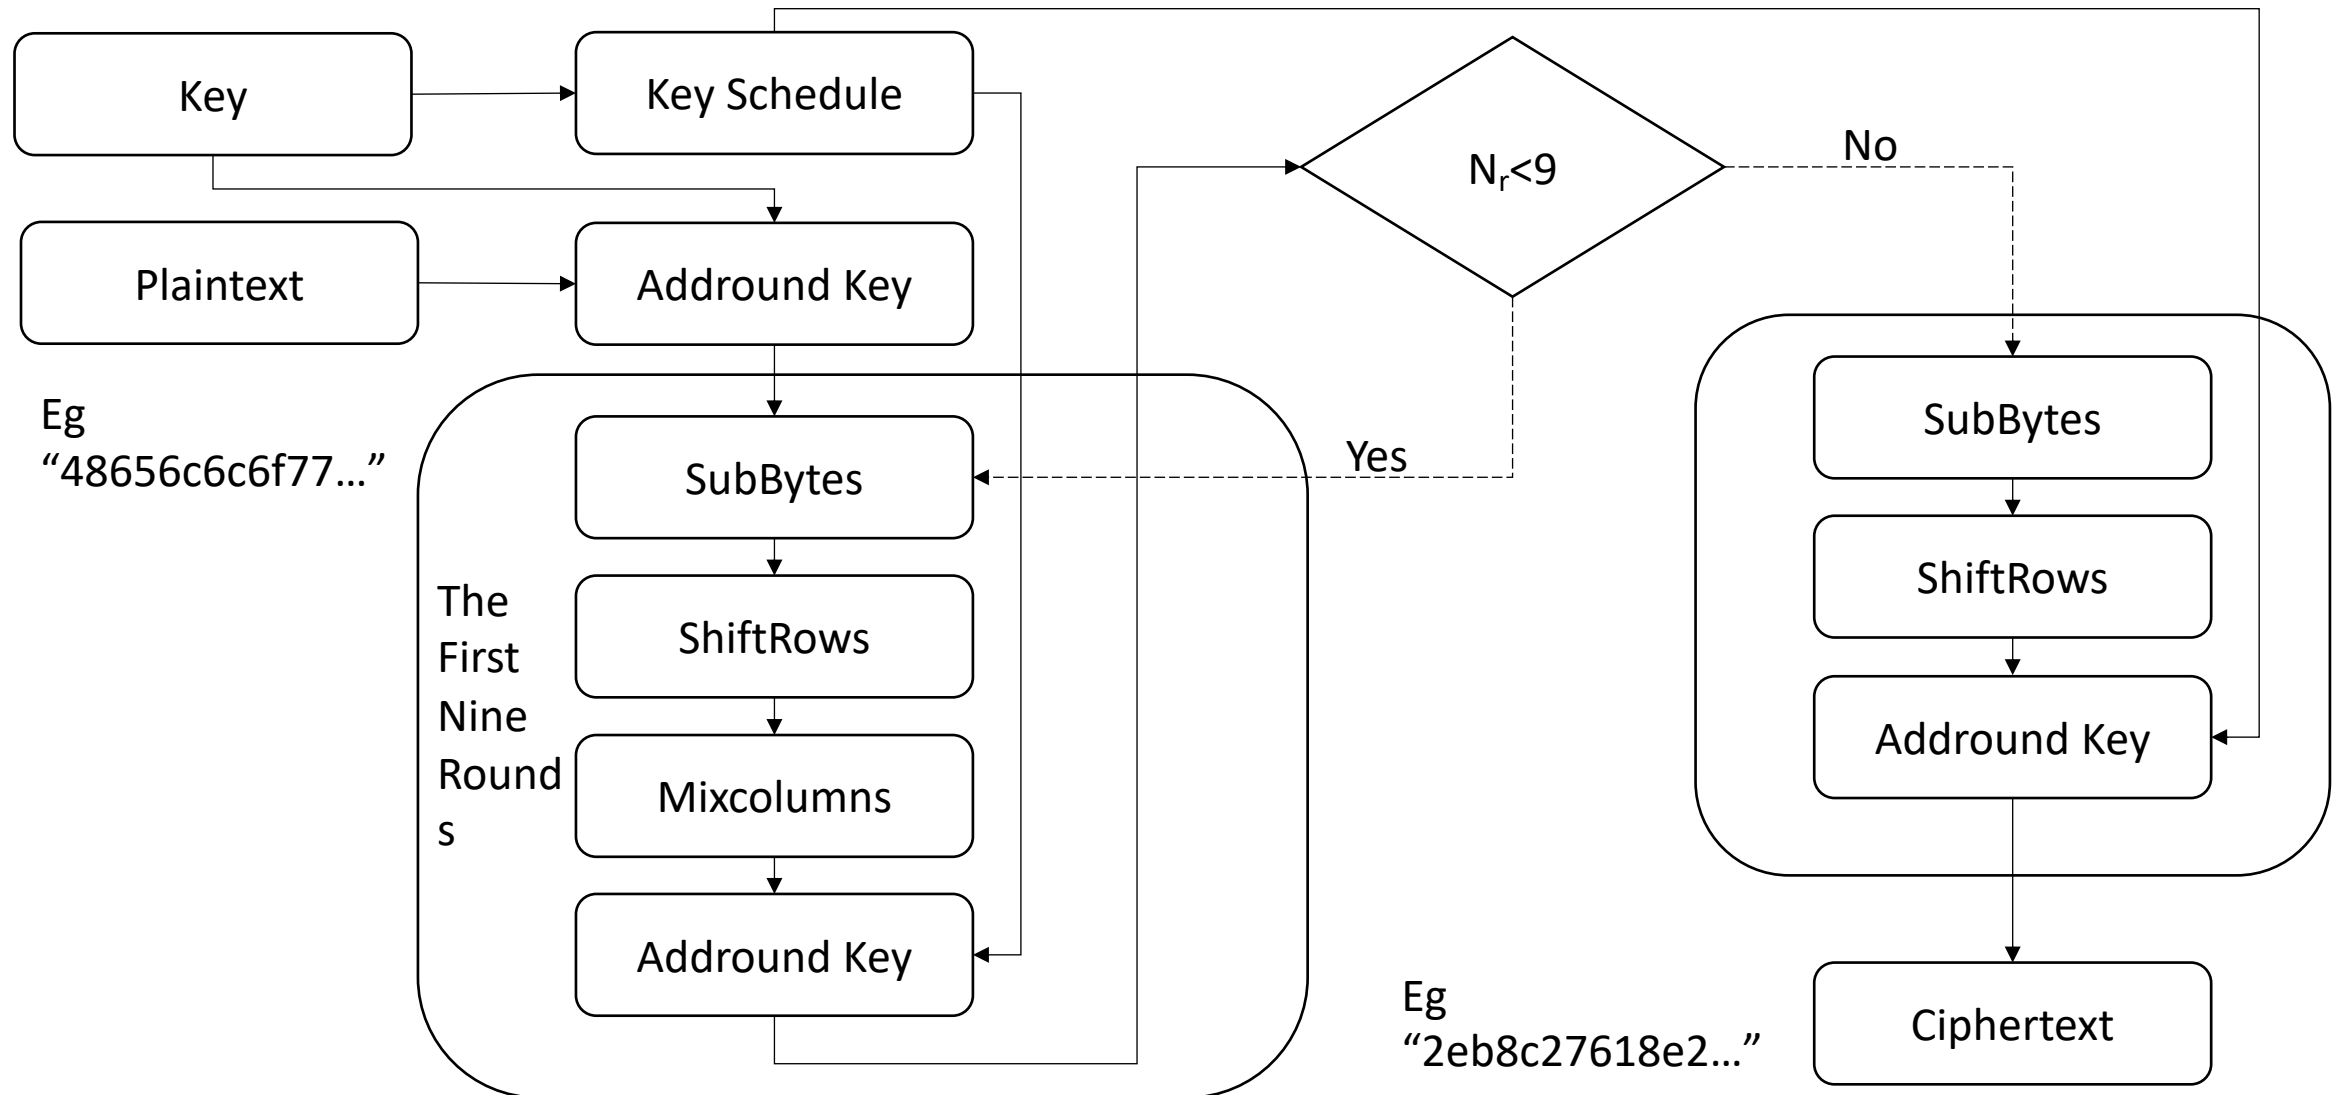 Key
Key Schedule
Plaintext
Addround Key
Eg
“48656c6c6f77...”
The
First
Nine
Round
s
SubBytes
ShiftRows
Mixcolumns
Addround Key
Nr<9
Yes
No
SubBytes
ShiftRows
Addround Key
Ciphertext
Eg
“2eb8c27618e2...”